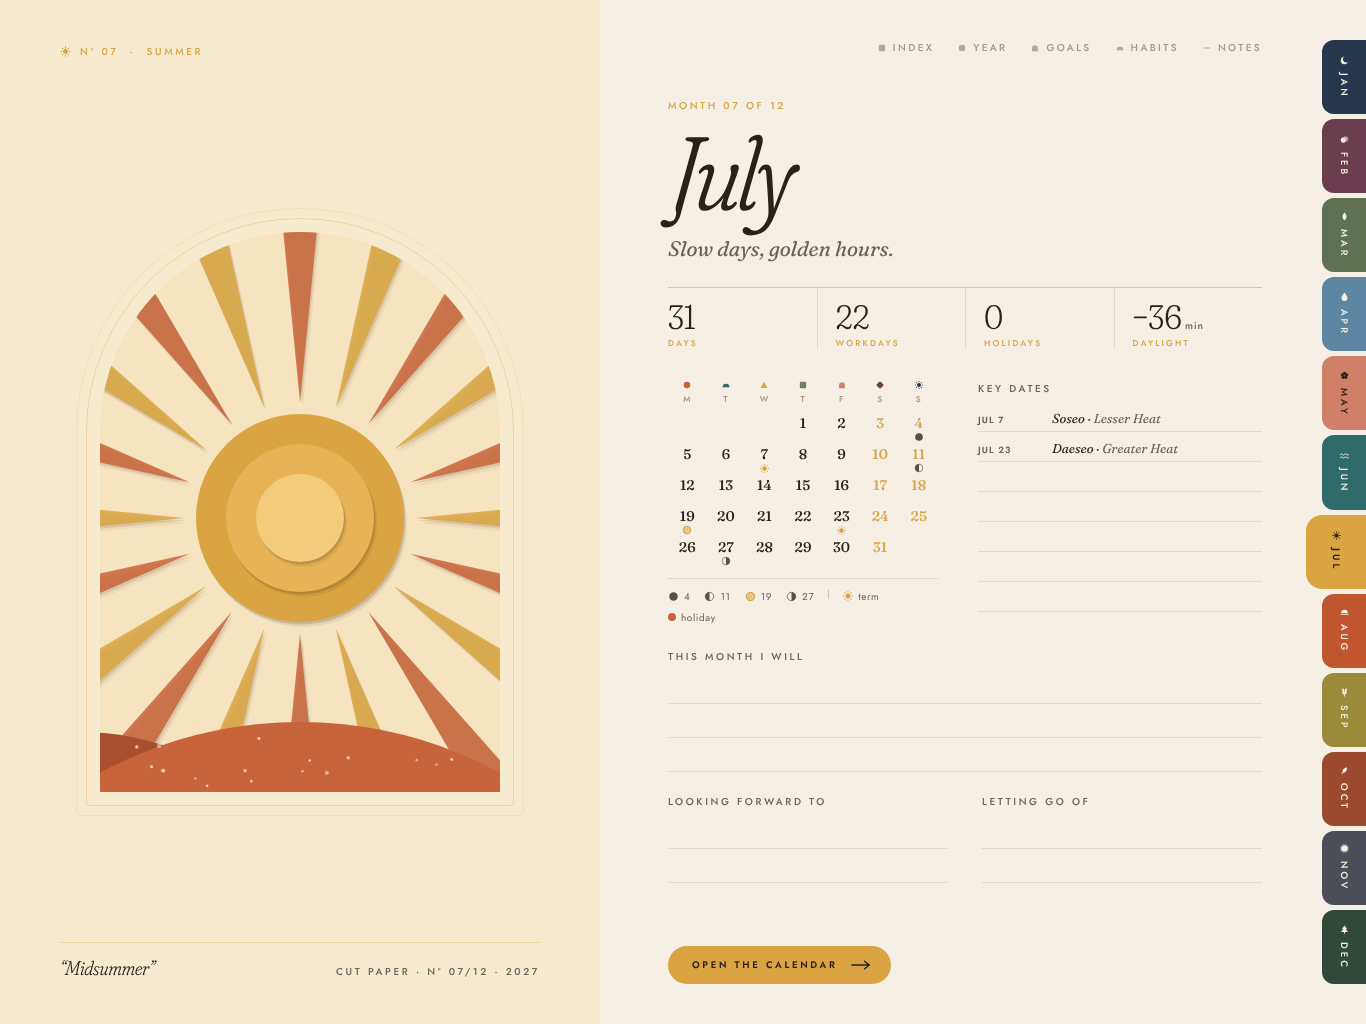 N° 07 · SUMMER
INDEX YEAR GOALS HABITS NOTES
MONTH 07 OF 12
July
Slow days, golden hours.
31 22 0 −36 min
DAYS WORKDAYS HOLIDAYS DAYLIGHT
M T W T F S S
1 2 3 4
5 6 7 8 9 10 11
12 13 14 15 16 17 18
19 20 21 22 23 24 25
26 27 28 29 30 31
4 11 19 27 term
holiday
KEY DATES
JUL 7 Soseo · Lesser Heat
JUL 23 Daeseo · Greater Heat
THIS MONTH I WILL
LOOKING FORWARD TO
LETTING GO OF
OPEN THE CALENDAR
“Midsummer”
CUT PAPER · N° 07/12 · 2027
JAN
FEB
MAR
APR
MAY
JUN
JUL
AUG
SEP
OCT
NOV
DEC